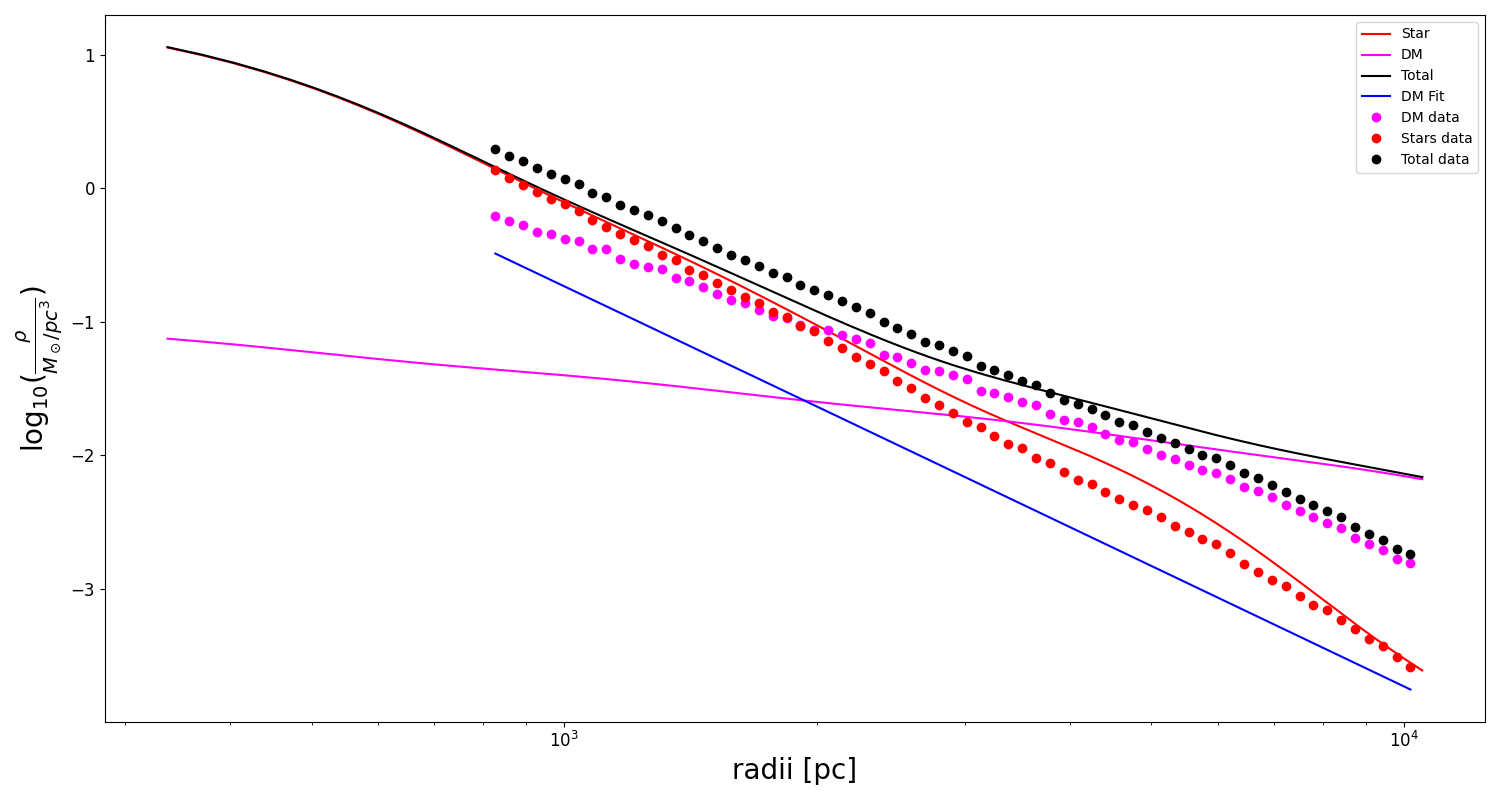 Star
DM
Total
DM Fit
DM data
Stars data
Total data
1
0
−1
−2
−3
log₁₀(ρ / M⊙/pc³)
10³
10⁴
radii [pc]